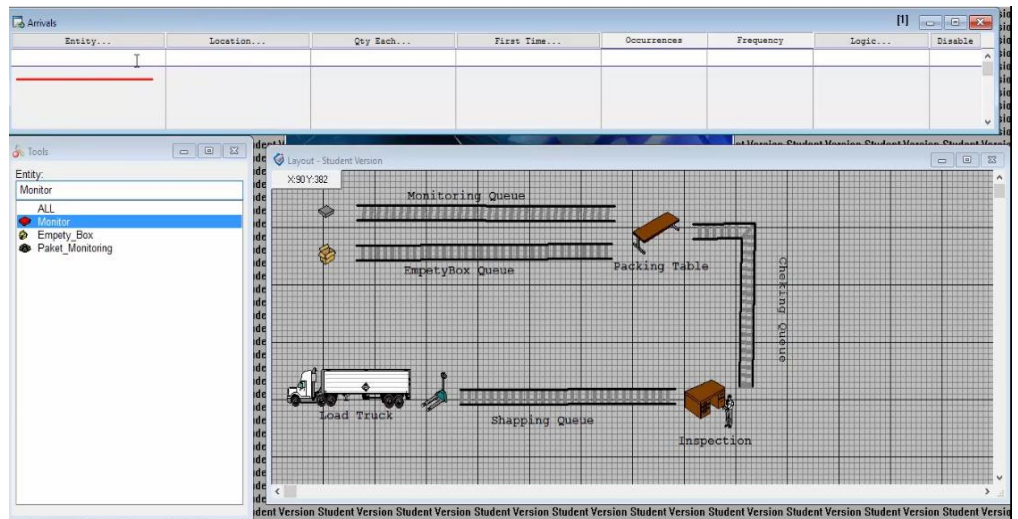 Arrivals [1]
Entity... Location... Qty Each... First Time... Occurrences Frequency Logic... Disable
Tools
Entity:
Monitor
ALL
Monitor
Empety_Box
Paket_Monitoring
Layout - Student Version
X:90 Y:382
Monitoring Queue
EmpetyBox Queue
Packing Table
Cheking Queue
Load Truck
Shapping Queue
Inspection
dent Version Student Version Student Version Student Version Student Version Student Version Student Version Student Version Student Version